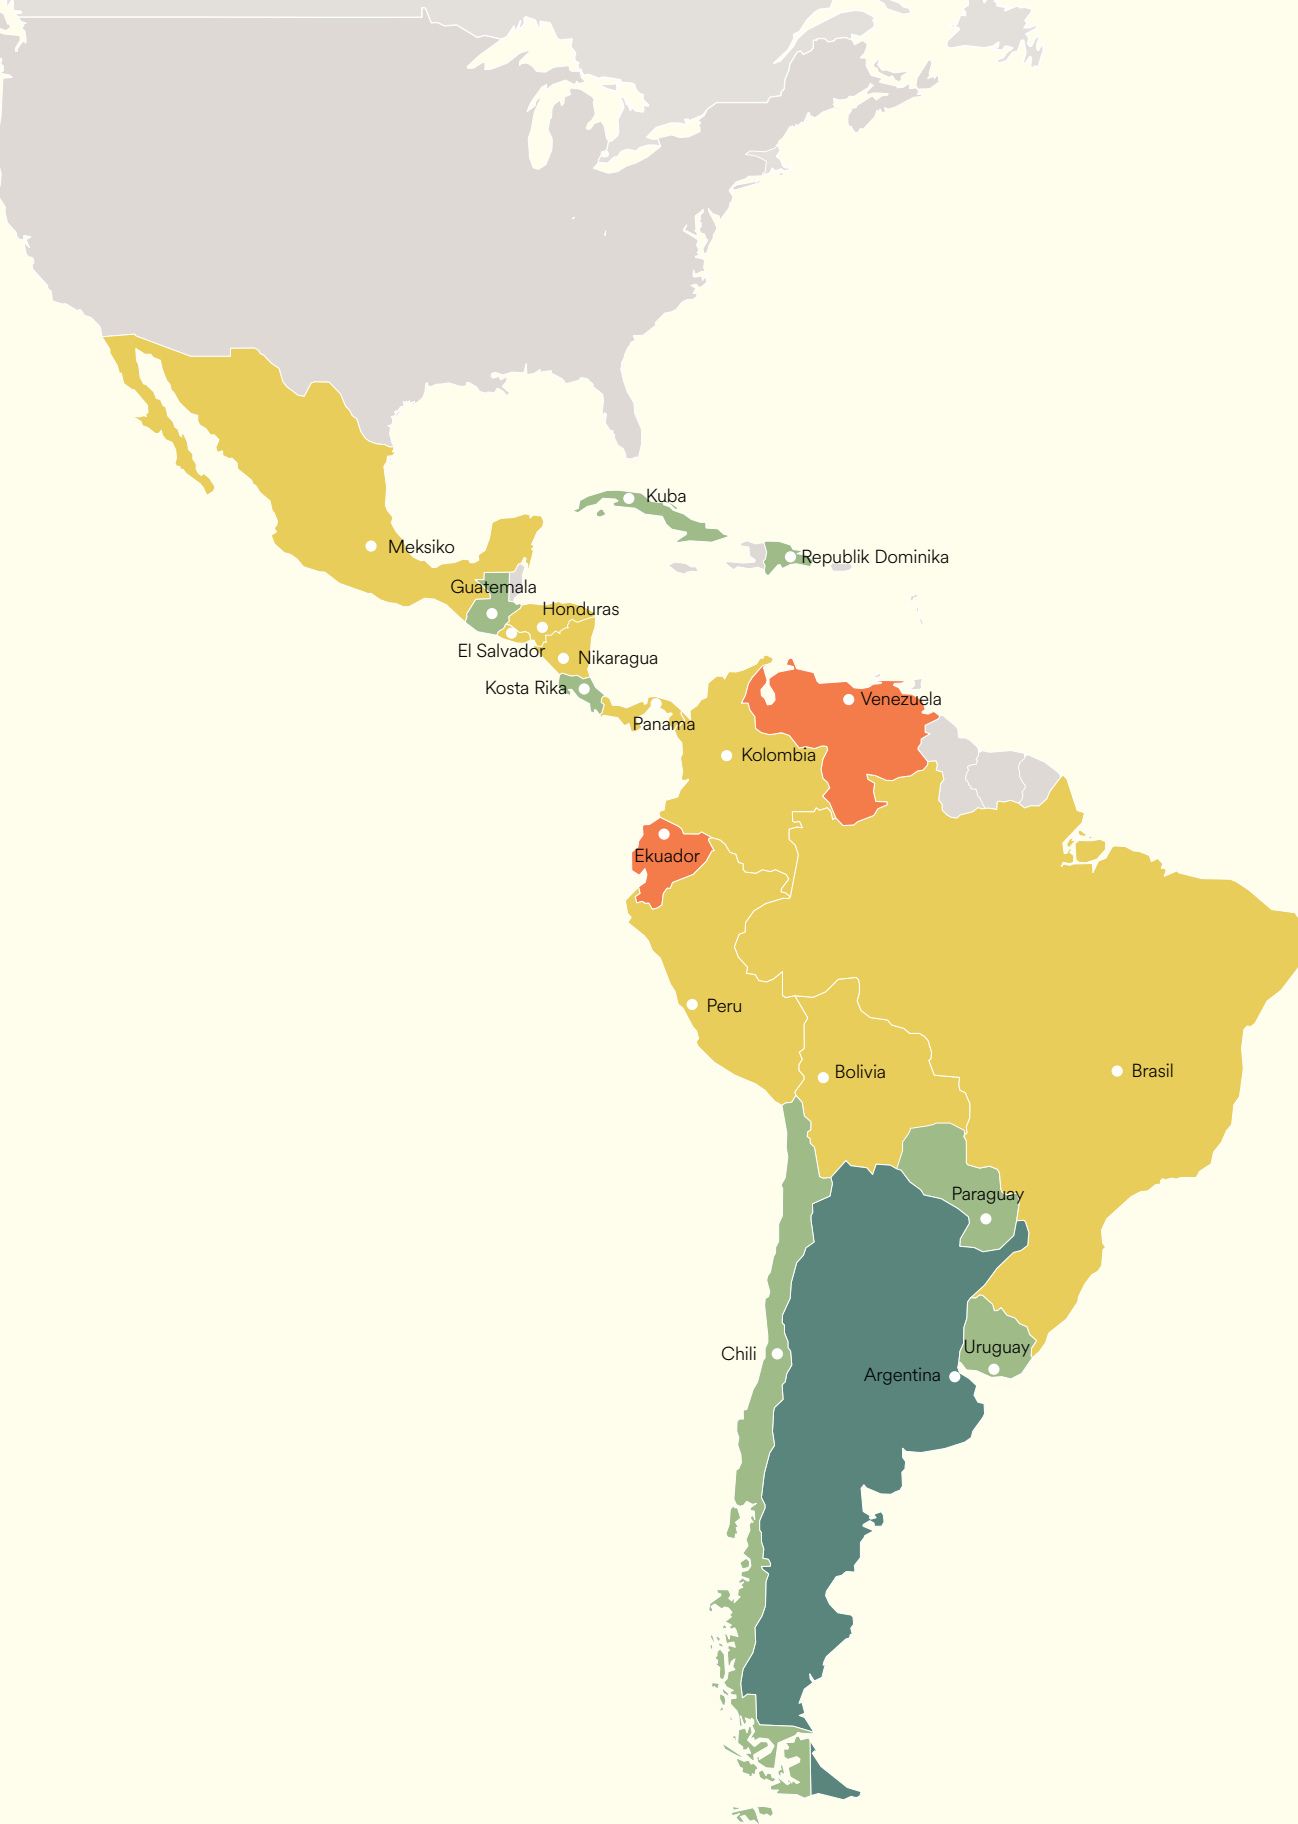 Kuba
Meksiko
Republik Dominika
Guatemala
Honduras
El Salvador
Nikaragua
Kosta Rika
Venezuela
Panama
Kolombia
Ekuador
Peru
Bolivia
Brasil
Paraguay
Uruguay
Chili
Argentina